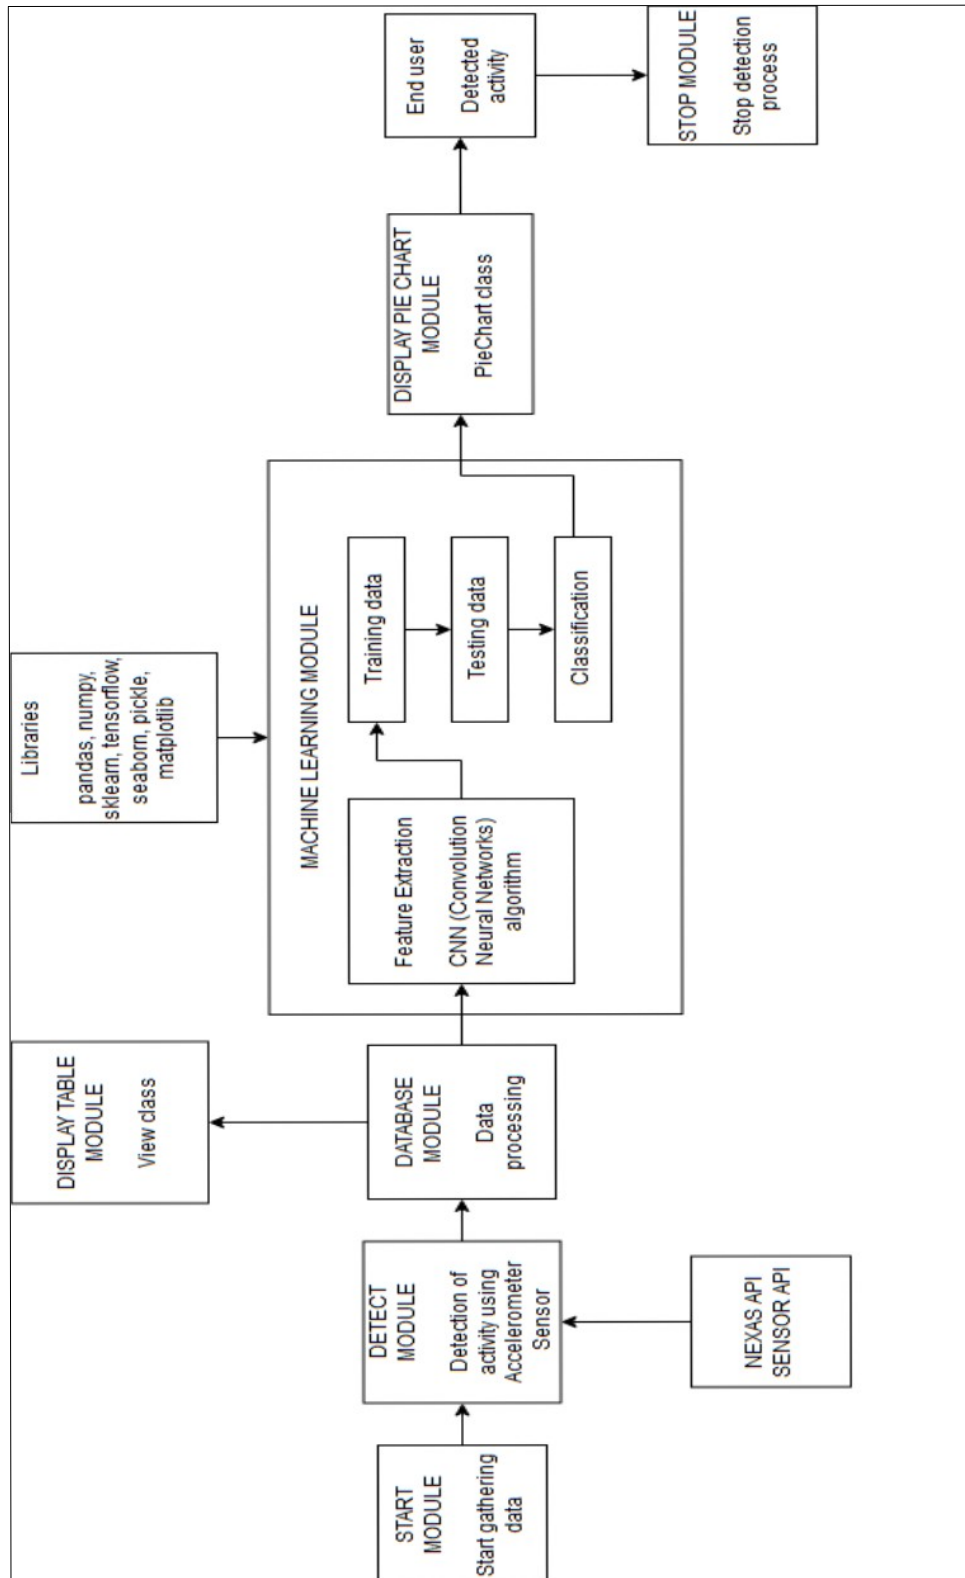 START
MODULE
Start gathering
data
DETECT
MODULE
Detection of
activity using
Accelerometer
Sensor
NEXAS API
SENSOR API
DATABASE
MODULE
Data
processing
DISPLAY TABLE
MODULE
View class
Libraries
pandas, numpy,
sklearn, tensorflow,
seaborn, pickle,
matplotlib
MACHINE LEARNING MODULE
Feature Extraction
CNN (Convolution
Neural Networks)
algorithm
Training data
Testing data
Classification
DISPLAY PIE CHART
MODULE
PieChart class
End user
Detected
activity
STOP MODULE
Stop detection
process